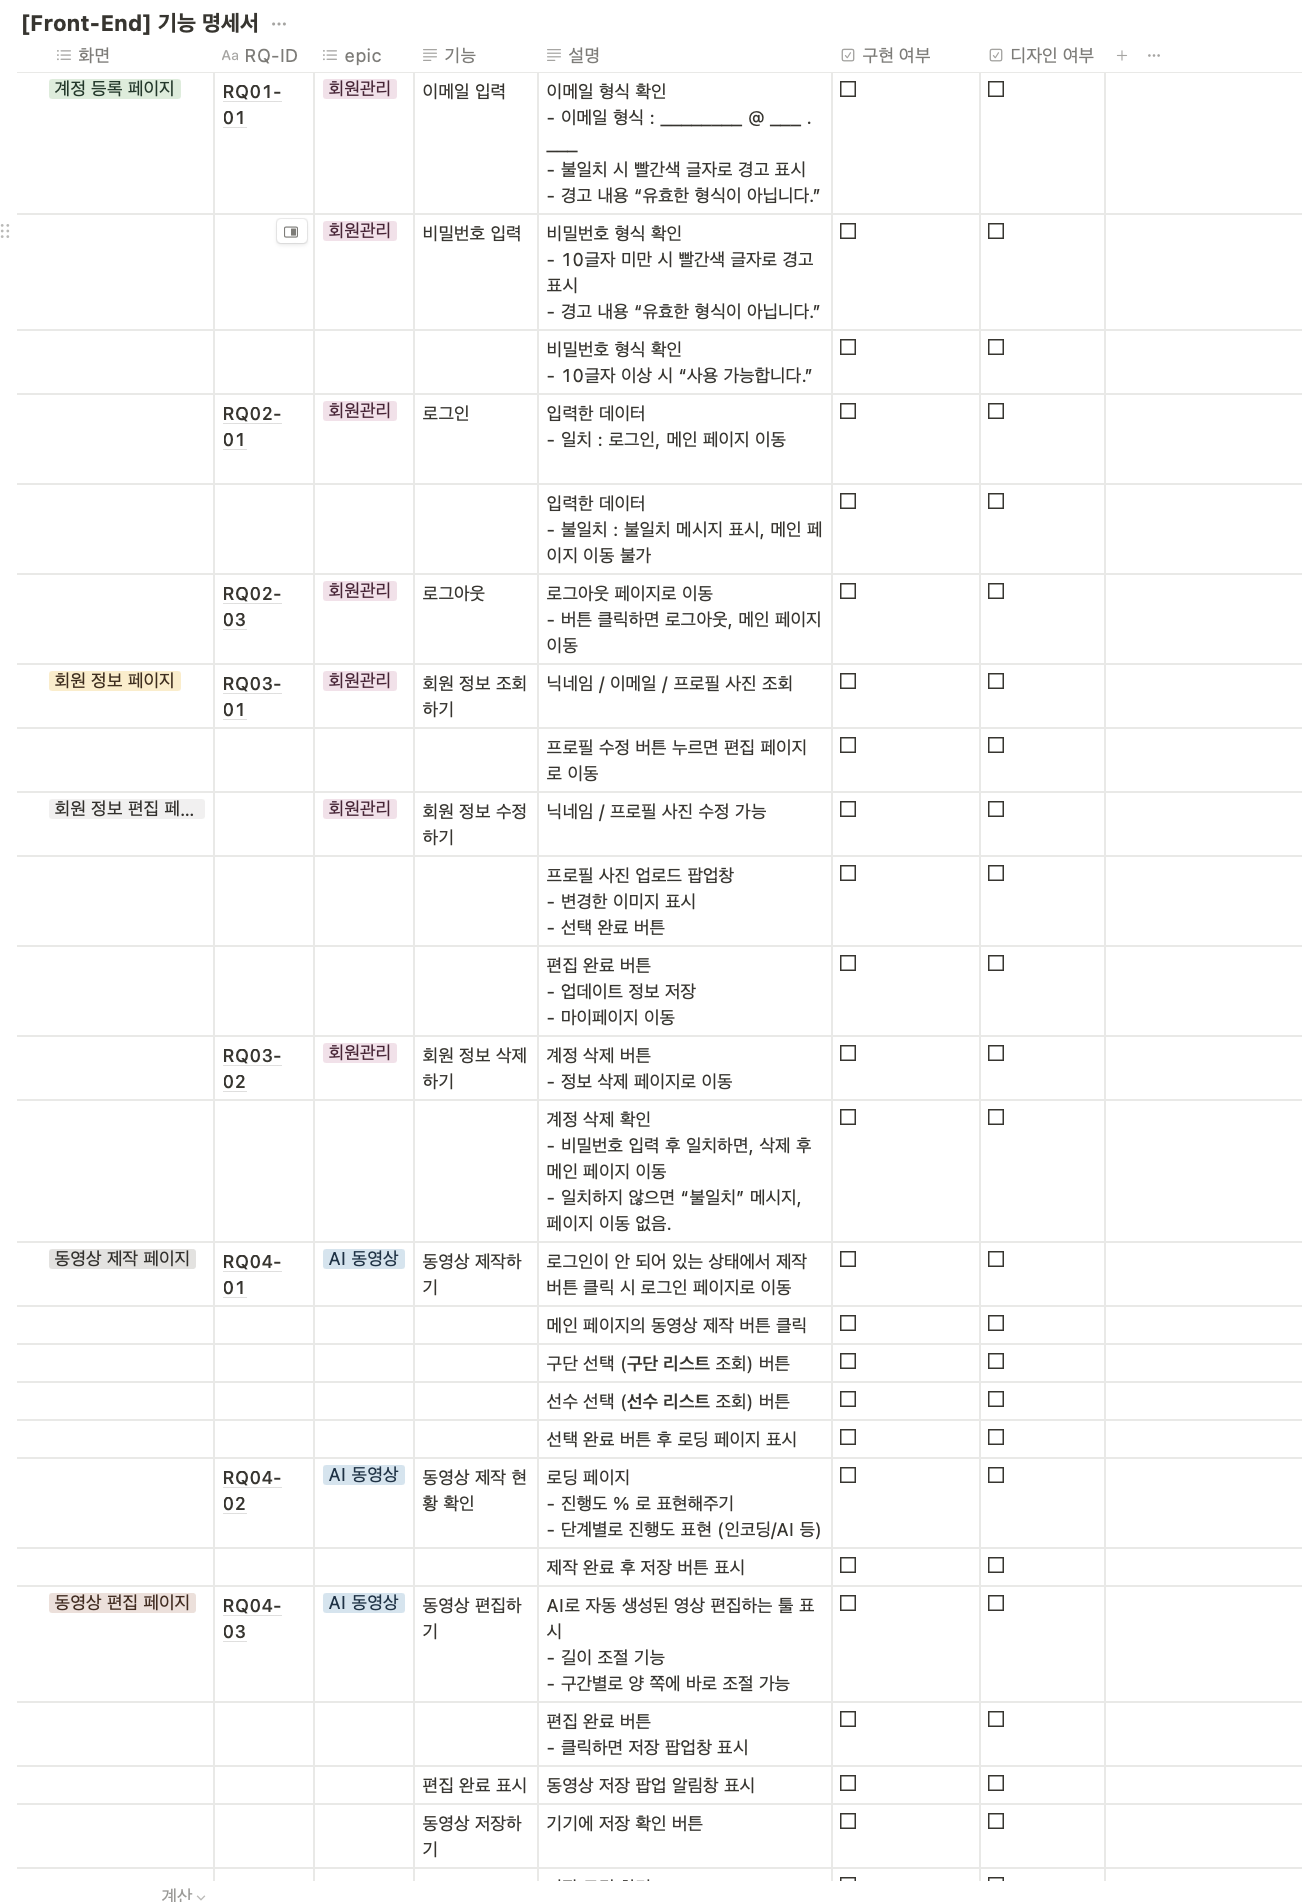 [Front-End] 기능 명세서 ···
화면 Aa RQ-ID epic 기능 설명 구현 여부 디자인 여부 + ···
계정 등록 페이지 RQ01- 회원관리 이메일 입력 이메일 형식 확인
01 - 이메일 형식 : ________ @ ___ .
___
- 불일치 시 빨간색 글자로 경고 표시
- 경고 내용 “유효한 형식이 아닙니다.”
회원관리 비밀번호 입력 비밀번호 형식 확인
- 10글자 미만 시 빨간색 글자로 경고
표시
- 경고 내용 “유효한 형식이 아닙니다.”
비밀번호 형식 확인
- 10글자 이상 시 “사용 가능합니다.”
RQ02- 회원관리 로그인 입력한 데이터
01 - 일치 : 로그인, 메인 페이지 이동
입력한 데이터
- 불일치 : 불일치 메시지 표시, 메인 페
이지 이동 불가
RQ02- 회원관리 로그아웃 로그아웃 페이지로 이동
03 - 버튼 클릭하면 로그아웃, 메인 페이지
이동
회원 정보 페이지 RQ03- 회원관리 회원 정보 조회 닉네임 / 이메일 / 프로필 사진 조회
01 하기
프로필 수정 버튼 누르면 편집 페이지
로 이동
회원 정보 편집 페... 회원관리 회원 정보 수정 닉네임 / 프로필 사진 수정 가능
하기
프로필 사진 업로드 팝업창
- 변경한 이미지 표시
- 선택 완료 버튼
편집 완료 버튼
- 업데이트 정보 저장
- 마이페이지 이동
RQ03- 회원관리 회원 정보 삭제 계정 삭제 버튼
02 하기 - 정보 삭제 페이지로 이동
계정 삭제 확인
- 비밀번호 입력 후 일치하면, 삭제 후
메인 페이지 이동
- 일치하지 않으면 “불일치” 메시지,
페이지 이동 없음.
동영상 제작 페이지 RQ04- AI 동영상 동영상 제작하 로그인이 안 되어 있는 상태에서 제작
01 기 버튼 클릭 시 로그인 페이지로 이동
메인 페이지의 동영상 제작 버튼 클릭
구단 선택 (구단 리스트 조회) 버튼
선수 선택 (선수 리스트 조회) 버튼
선택 완료 버튼 후 로딩 페이지 표시
RQ04- AI 동영상 동영상 제작 현 로딩 페이지
02 황 확인 - 진행도 % 로 표현해주기
- 단계별로 진행도 표현 (인코딩/AI 등)
제작 완료 후 저장 버튼 표시
동영상 편집 페이지 RQ04- AI 동영상 동영상 편집하 AI로 자동 생성된 영상 편집하는 툴 표
03 기 시
- 길이 조절 기능
- 구간별로 양 쪽에 바로 조절 가능
편집 완료 버튼
- 클릭하면 저장 팝업창 표시
편집 완료 표시 동영상 저장 팝업 알림창 표시
동영상 저장하 기기에 저장 확인 버튼
기
계산